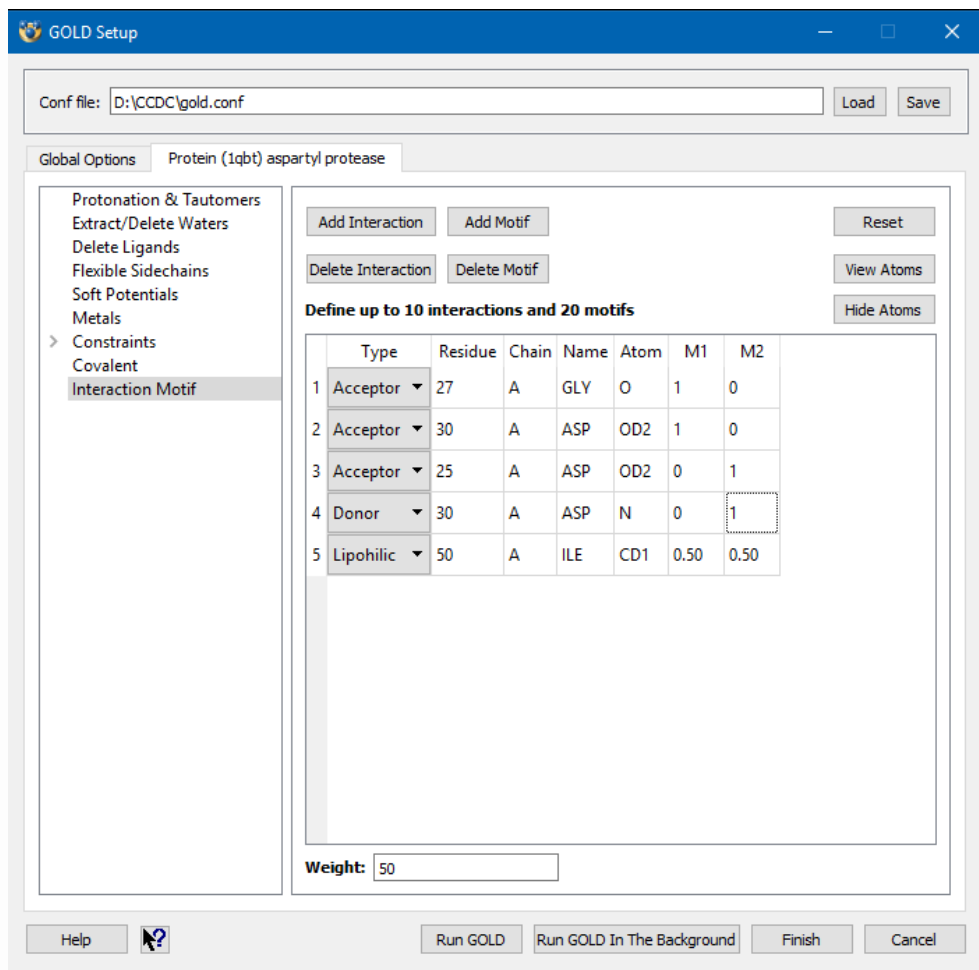 GOLD Setup
Conf file: D:\CCDC\gold.conf Load Save
Global Options Protein (1qbt) aspartyl protease
Protonation & Tautomers
Extract/Delete Waters
Delete Ligands
Flexible Sidechains
Soft Potentials
Metals
Constraints
Covalent
Interaction Motif
Add Interaction Add Motif Reset
Delete Interaction Delete Motif View Atoms
Define up to 10 interactions and 20 motifs Hide Atoms
Type Residue Chain Name Atom M1 M2
1 Acceptor 27 A GLY O 1 0
2 Acceptor 30 A ASP OD2 1 0
3 Acceptor 25 A ASP OD2 0 1
4 Donor 30 A ASP N 0 1
5 Lipohilic 50 A ILE CD1 0.50 0.50
Weight: 50
Help ? Run GOLD Run GOLD In The Background Finish Cancel